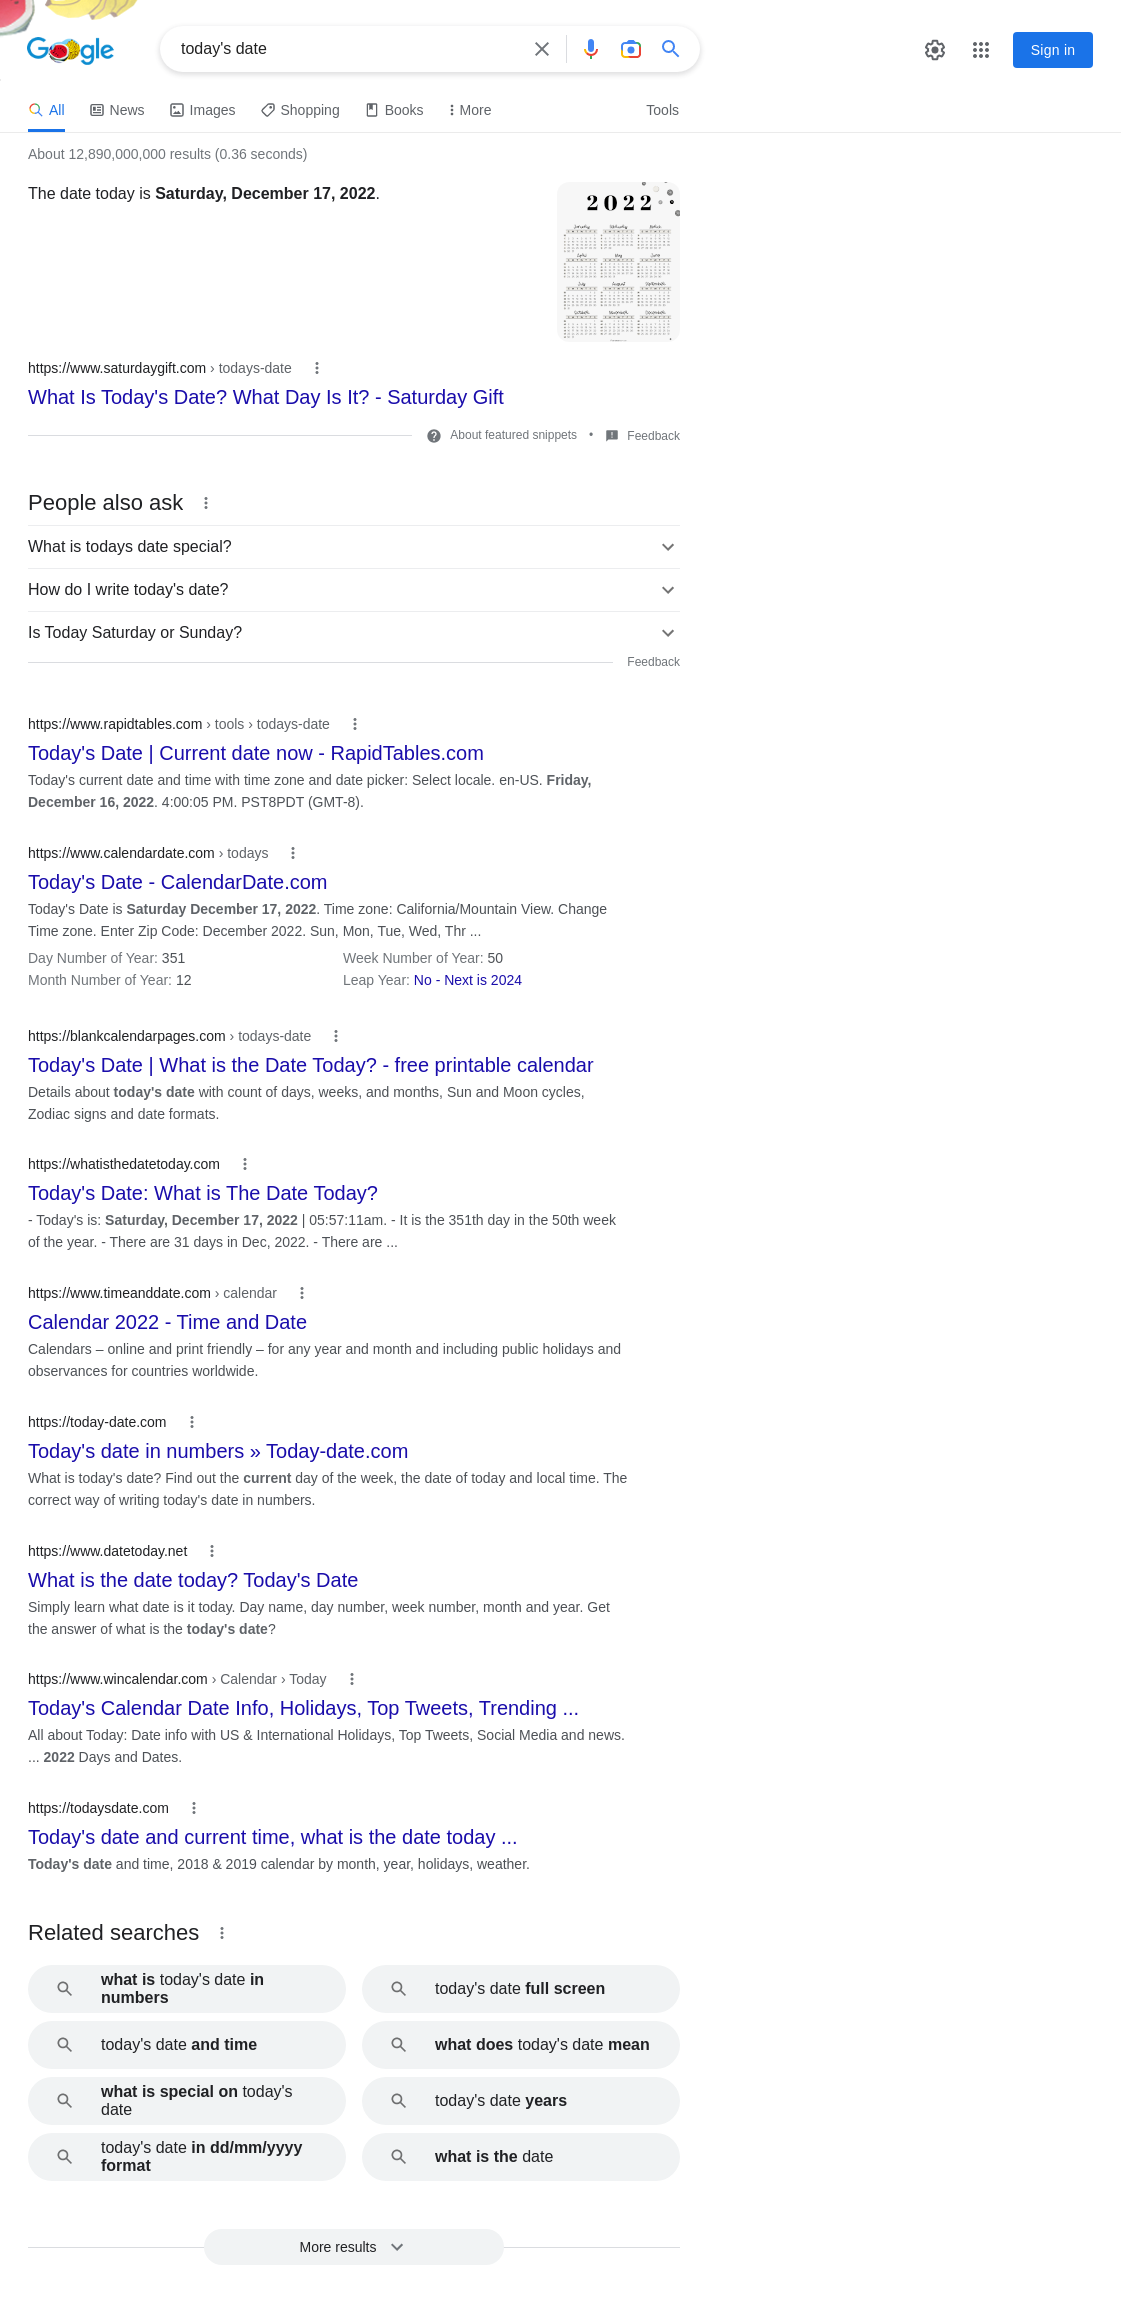 Google
today's date
Sign in
All News Images Shopping Books More Tools
About 12,890,000,000 results (0.36 seconds)
The date today is Saturday, December 17, 2022.
2022
https://www.saturdaygift.com › todays-date
What Is Today's Date? What Day Is It? - Saturday Gift
About featured snippets • Feedback
People also ask
What is todays date special?
How do I write today's date?
Is Today Saturday or Sunday?
Feedback
https://www.rapidtables.com › tools › todays-date
Today's Date | Current date now - RapidTables.com
Today's current date and time with time zone and date picker: Select locale. en-US. Friday,
December 16, 2022. 4:00:05 PM. PST8PDT (GMT-8).
https://www.calendardate.com › todays
Today's Date - CalendarDate.com
Today's Date is Saturday December 17, 2022. Time zone: California/Mountain View. Change
Time zone. Enter Zip Code: December 2022. Sun, Mon, Tue, Wed, Thr ...
Day Number of Year: 351 Week Number of Year: 50
Month Number of Year: 12 Leap Year: No - Next is 2024
https://blankcalendarpages.com › todays-date
Today's Date | What is the Date Today? - free printable calendar
Details about today's date with count of days, weeks, and months, Sun and Moon cycles,
Zodiac signs and date formats.
https://whatisthedatetoday.com
Today's Date: What is The Date Today?
- Today's is: Saturday, December 17, 2022 | 05:57:11am. - It is the 351th day in the 50th week
of the year. - There are 31 days in Dec, 2022. - There are ...
https://www.timeanddate.com › calendar
Calendar 2022 - Time and Date
Calendars – online and print friendly – for any year and month and including public holidays and
observances for countries worldwide.
https://today-date.com
Today's date in numbers » Today-date.com
What is today's date? Find out the current day of the week, the date of today and local time. The
correct way of writing today's date in numbers.
https://www.datetoday.net
What is the date today? Today's Date
Simply learn what date is it today. Day name, day number, week number, month and year. Get
the answer of what is the today's date?
https://www.wincalendar.com › Calendar › Today
Today's Calendar Date Info, Holidays, Top Tweets, Trending ...
All about Today: Date info with US & International Holidays, Top Tweets, Social Media and news.
... 2022 Days and Dates.
https://todaysdate.com
Today's date and current time, what is the date today ...
Today's date and time, 2018 & 2019 calendar by month, year, holidays, weather.
Related searches
what is today's date in
numbers
today's date full screen
today's date and time
what does today's date mean
what is special on today's
date
today's date years
today's date in dd/mm/yyyy
format
what is the date
More results